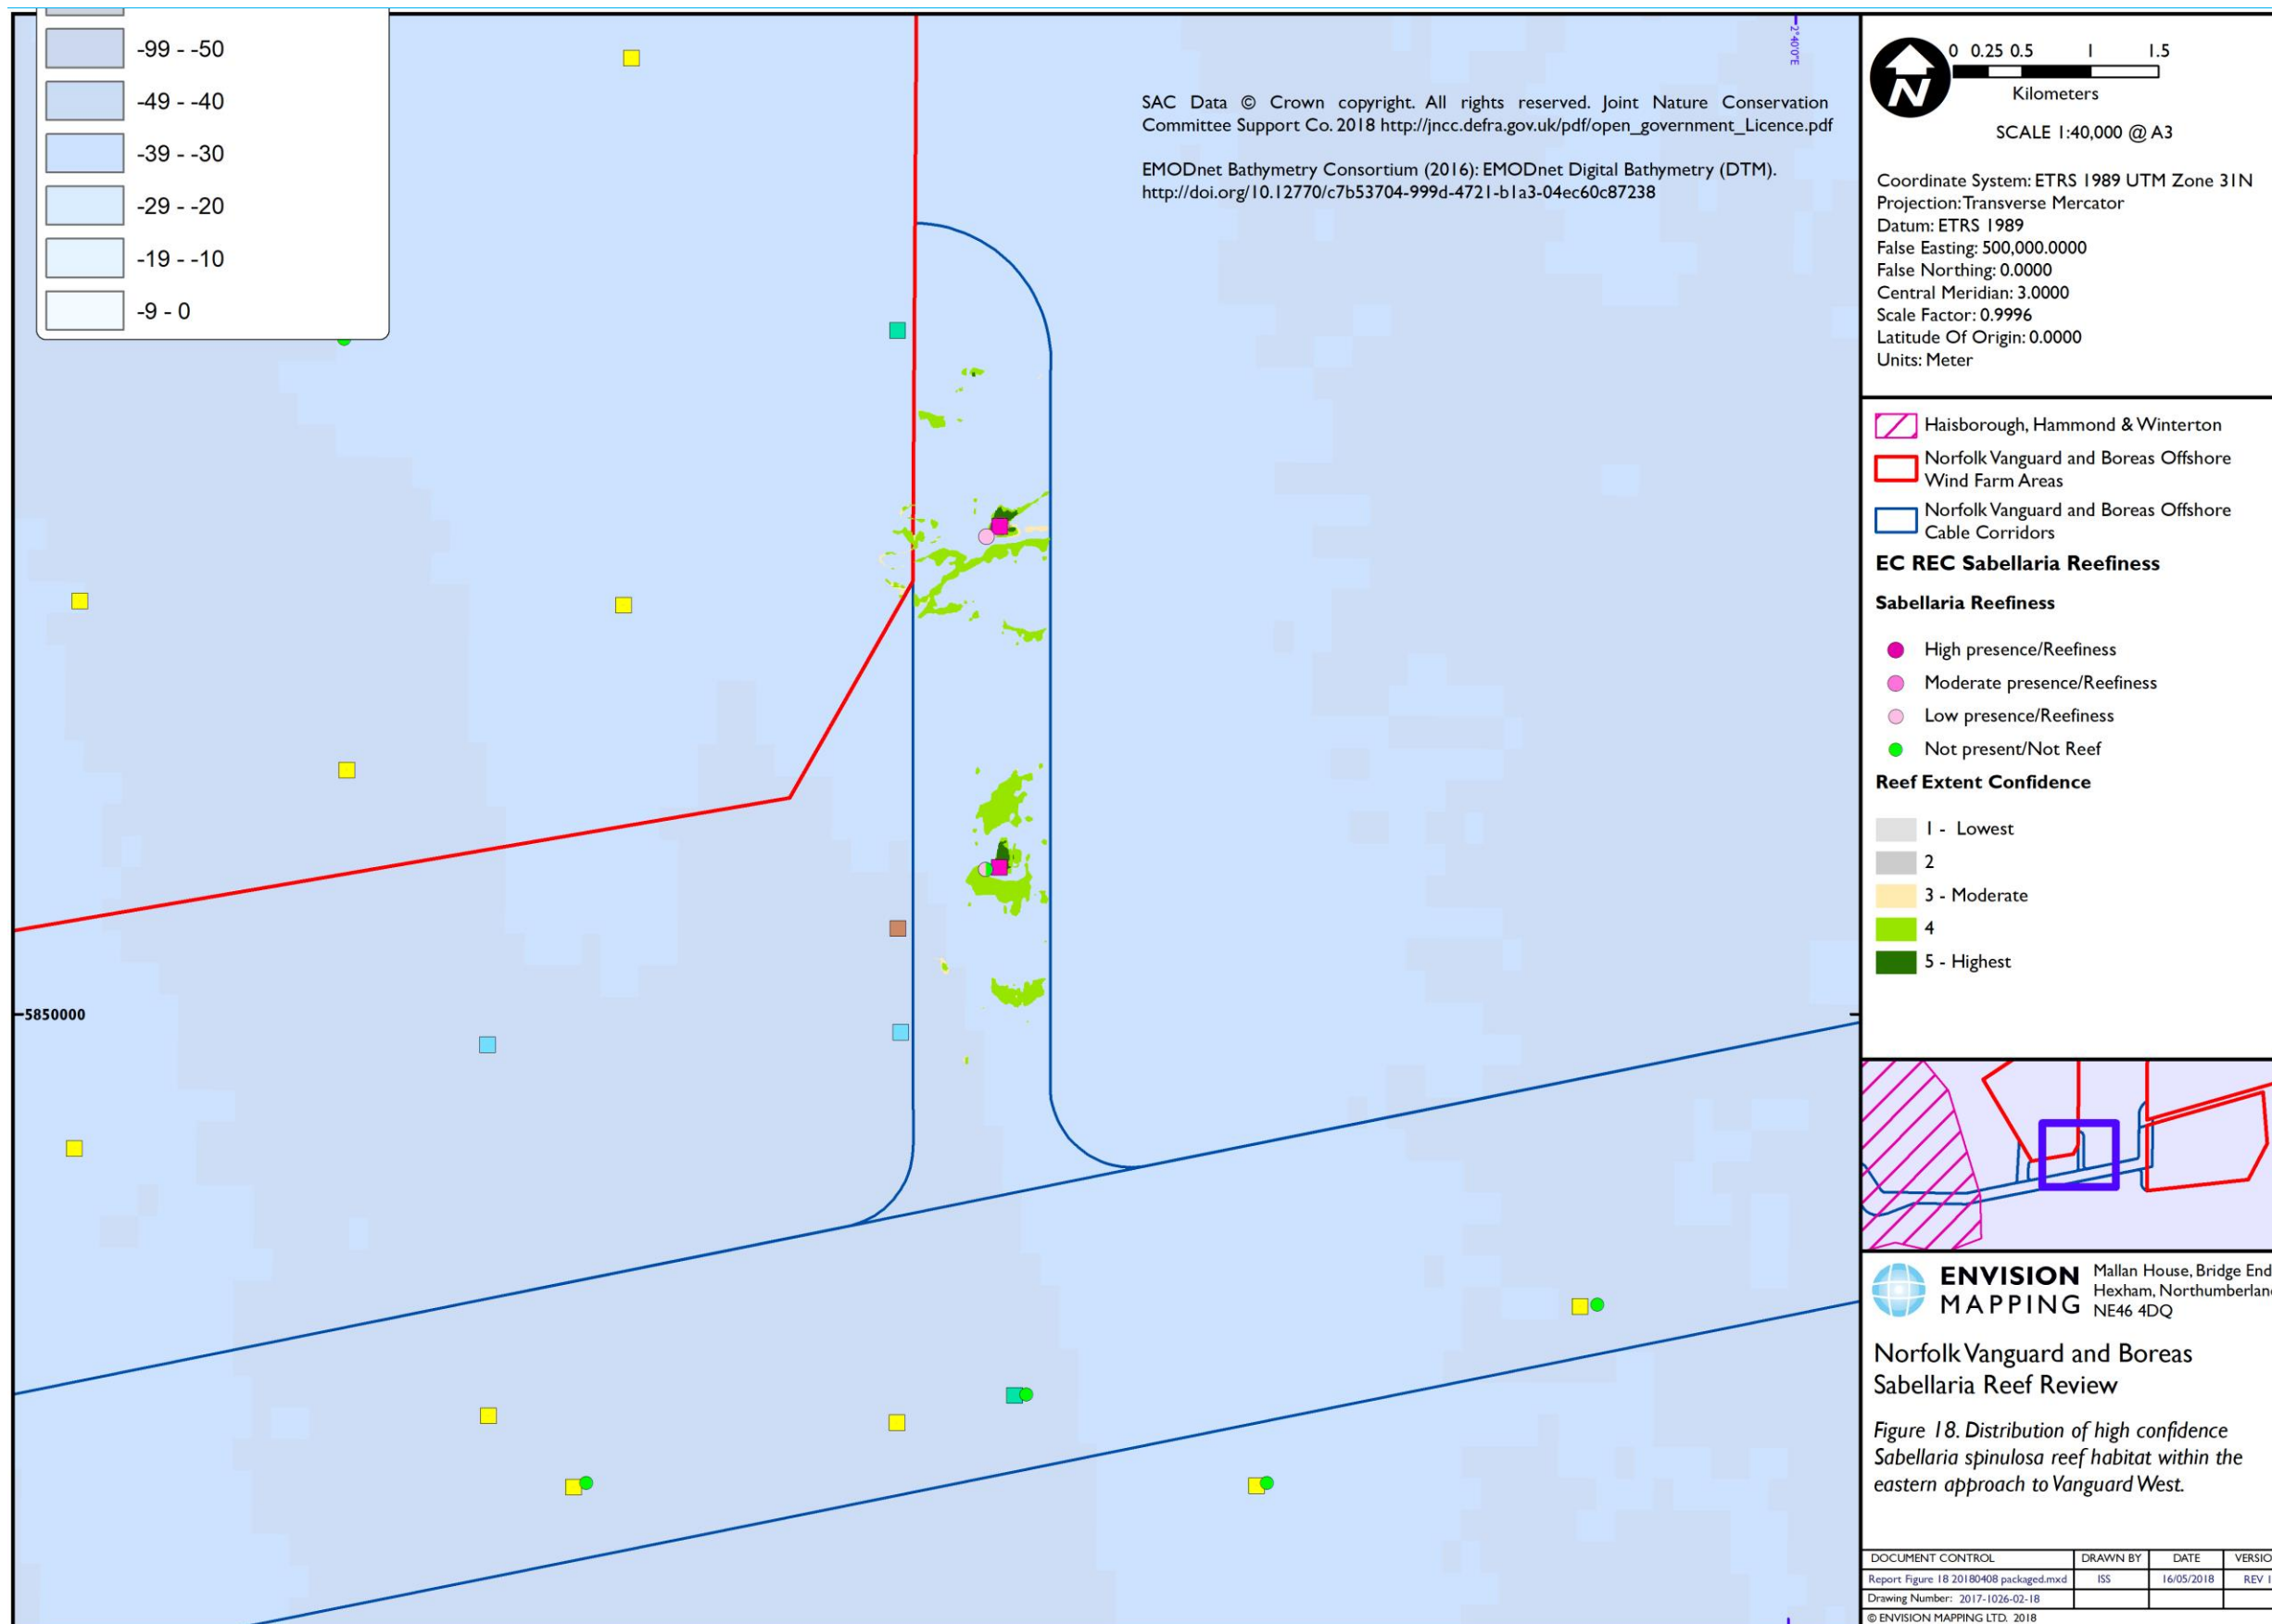 -99 - -50
-49 - -40
-39 - -30
-29 - -20
-19 - -10
-9 - 0
SAC Data © Crown copyright. All rights reserved. Joint Nature Conservation
Committee Support Co. 2018 http://jncc.defra.gov.uk/pdf/open_government_Licence.pdf
EMODnet Bathymetry Consortium (2016): EMODnet Digital Bathymetry (DTM).
http://doi.org/10.12770/c7b53704-999d-4721-b1a3-04ec60c87238
2°40'0"E
5850000
N
0 0.25 0.5 1 1.5
Kilometers
SCALE 1:40,000 @ A3
Coordinate System: ETRS 1989 UTM Zone 31N
Projection: Transverse Mercator
Datum: ETRS 1989
False Easting: 500,000.0000
False Northing: 0.0000
Central Meridian: 3.0000
Scale Factor: 0.9996
Latitude Of Origin: 0.0000
Units: Meter
Haisborough, Hammond & Winterton
Norfolk Vanguard and Boreas Offshore
Wind Farm Areas
Norfolk Vanguard and Boreas Offshore
Cable Corridors
EC REC Sabellaria Reefiness
Sabellaria Reefiness
High presence/Reefiness
Moderate presence/Reefiness
Low presence/Reefiness
Not present/Not Reef
Reef Extent Confidence
1 - Lowest
2
3 - Moderate
4
5 - Highest
ENVISION
MAPPING
Mallan House, Bridge End
Hexham, Northumberlan
NE46 4DQ
Norfolk Vanguard and Boreas
Sabellaria Reef Review
Figure 18. Distribution of high confidence
Sabellaria spinulosa reef habitat within the
eastern approach to Vanguard West.
DOCUMENT CONTROL DRAWN BY DATE VERSIO
Report Figure 18 20180408 packaged.mxd ISS 16/05/2018 REV 1
Drawing Number: 2017-1026-02-18
© ENVISION MAPPING LTD. 2018